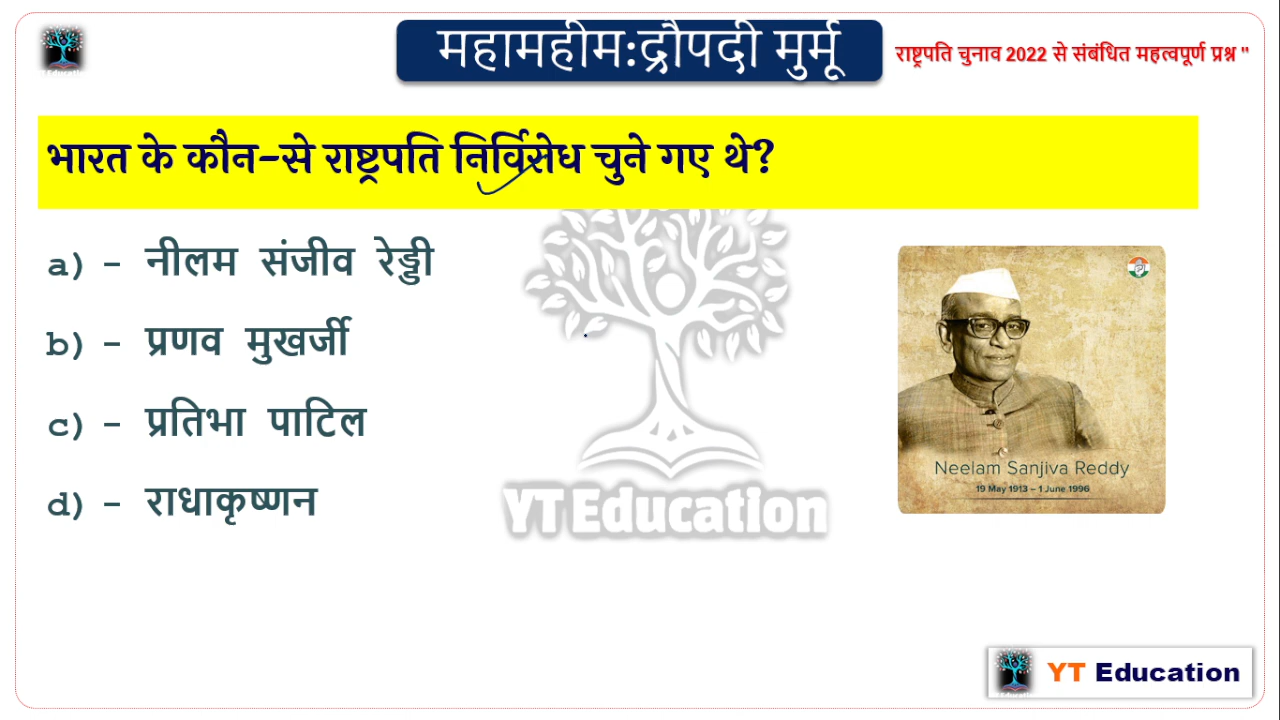 महामहीम:द्रौपदी मुर्मू
राष्ट्रपति चुनाव 2022 से संबंधित महत्वपूर्ण प्रश्न "
भारत के कौन-से राष्ट्रपति निर्विरोध चुने गए थे?
a) - नीलम संजीव रेड्डी
b) - प्रणव मुखर्जी
c) - प्रतिभा पाटिल
d) - राधाकृष्णन
Neelam Sanjiva Reddy
19 May 1913 – 1 June 1996
YT Education
YT Education